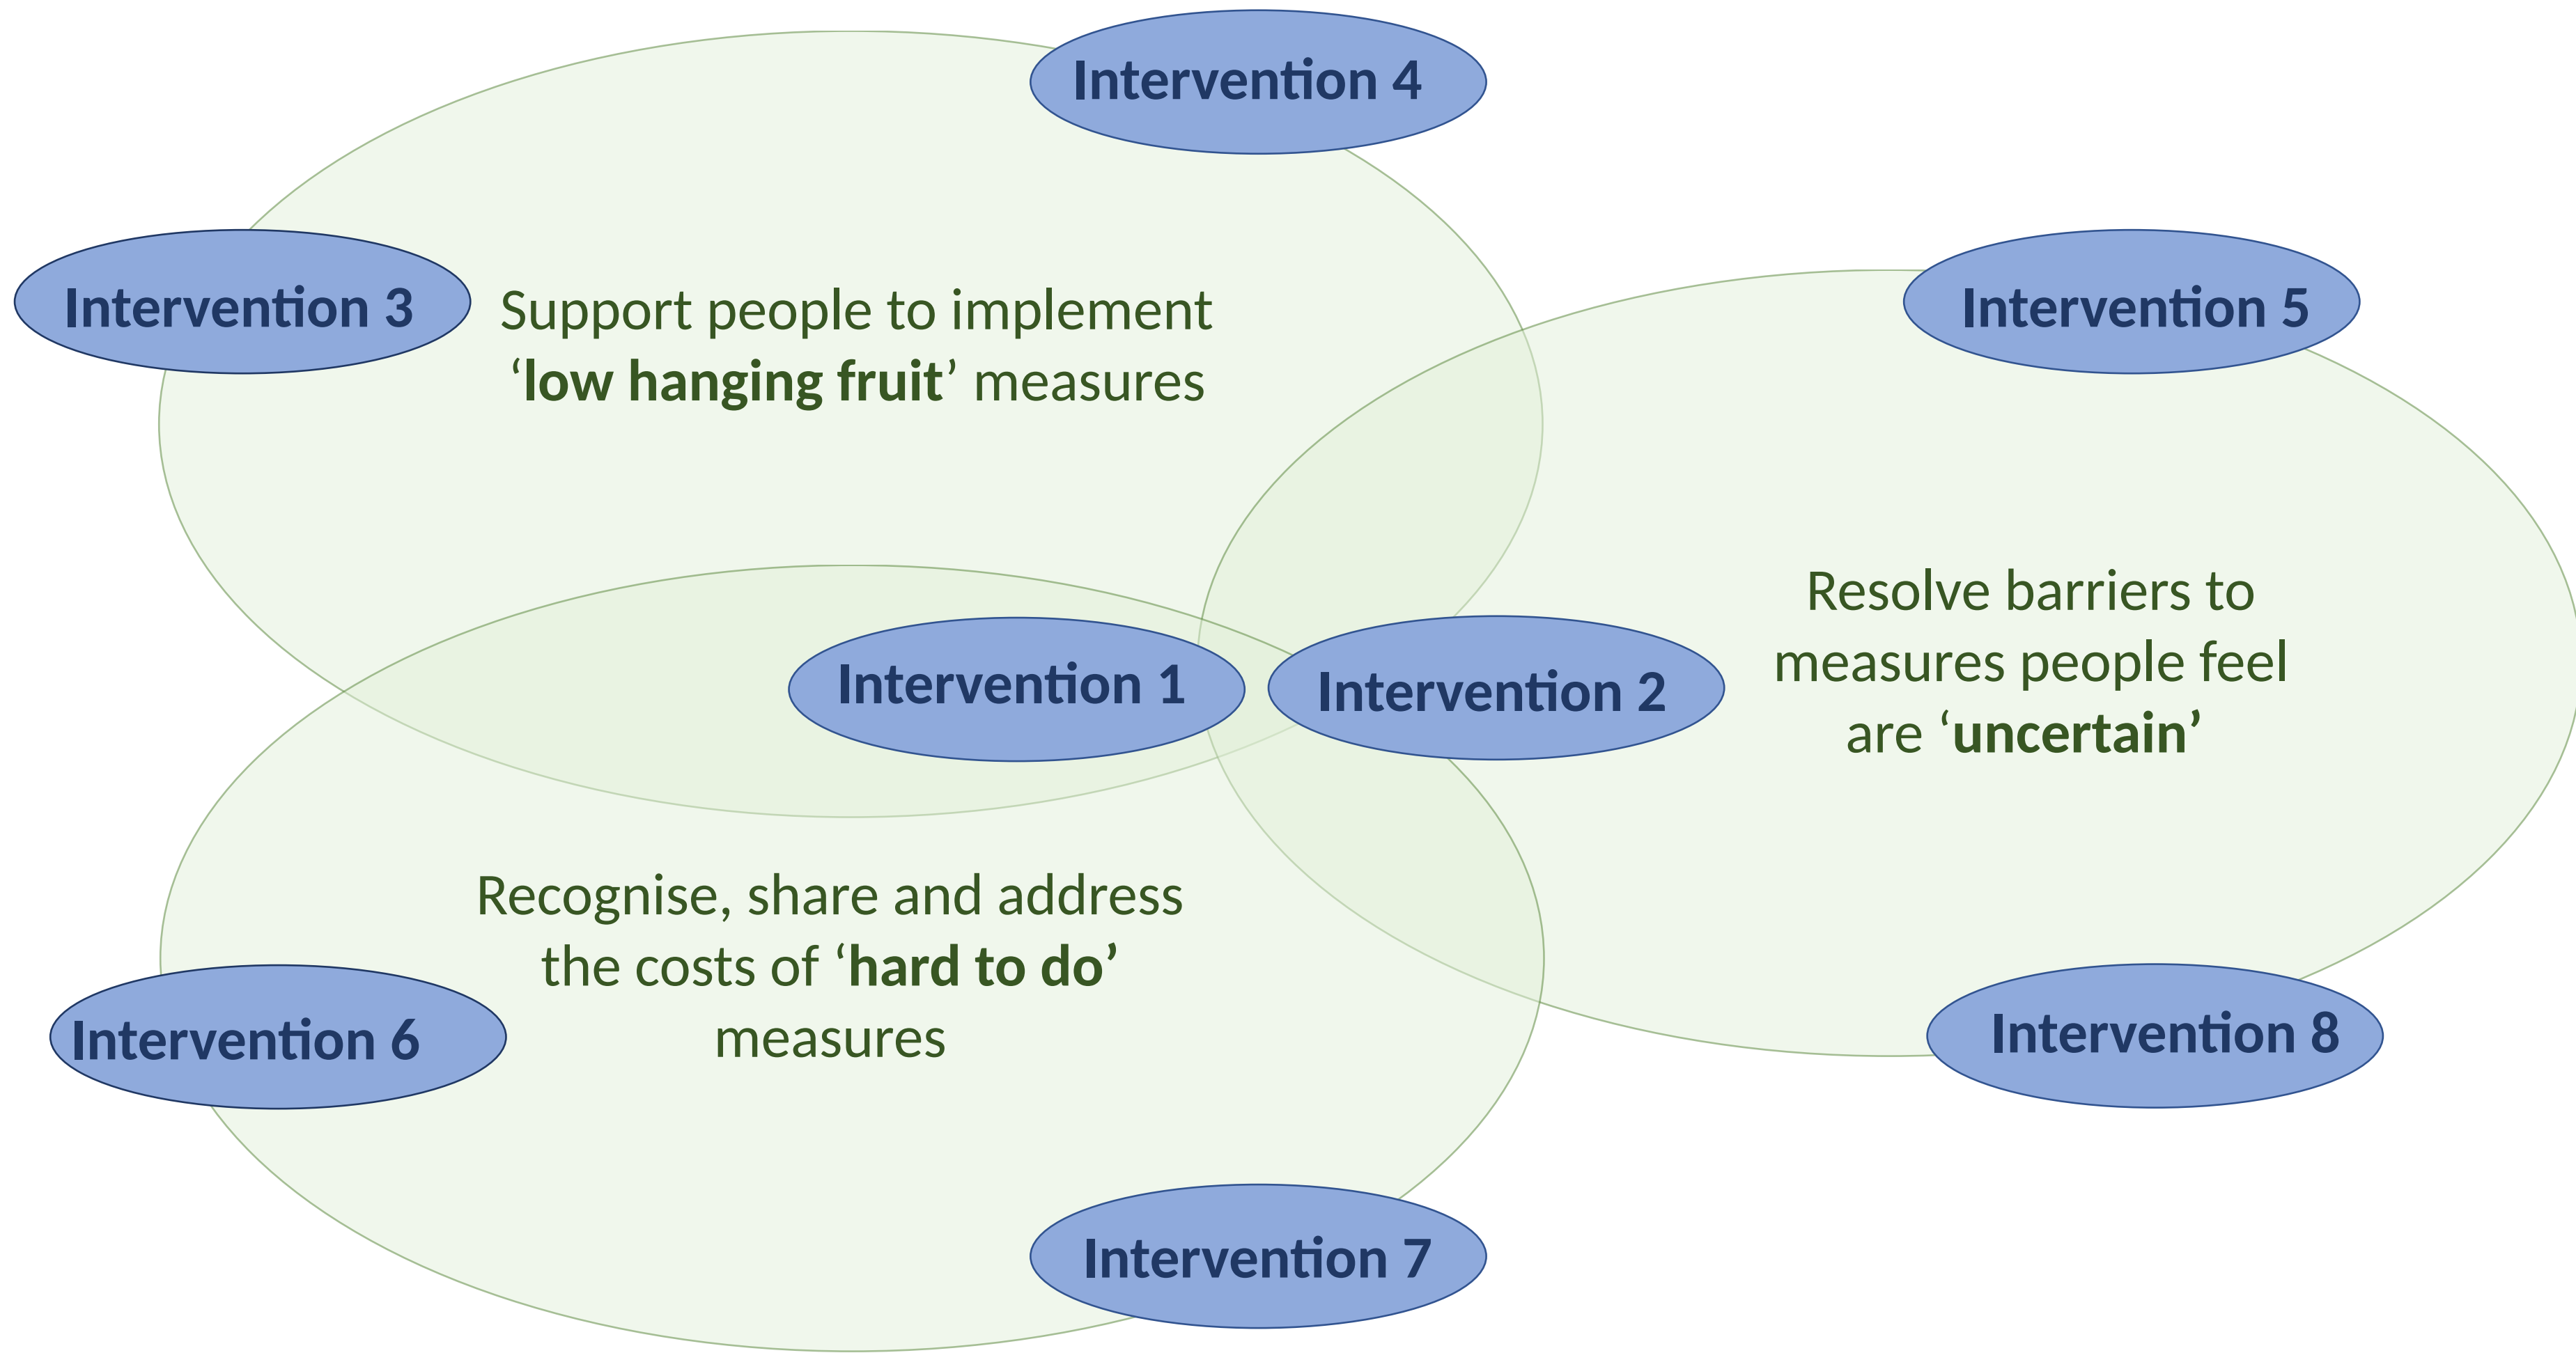 Intervention 4
Intervention 3
Support people to implement
‘low hanging fruit’ measures
Intervention 5
Intervention 1
Intervention 2
Resolve barriers to
measures people feel
are ‘uncertain’
Recognise, share and address
the costs of ‘hard to do’
measures
Intervention 6
Intervention 8
Intervention 7